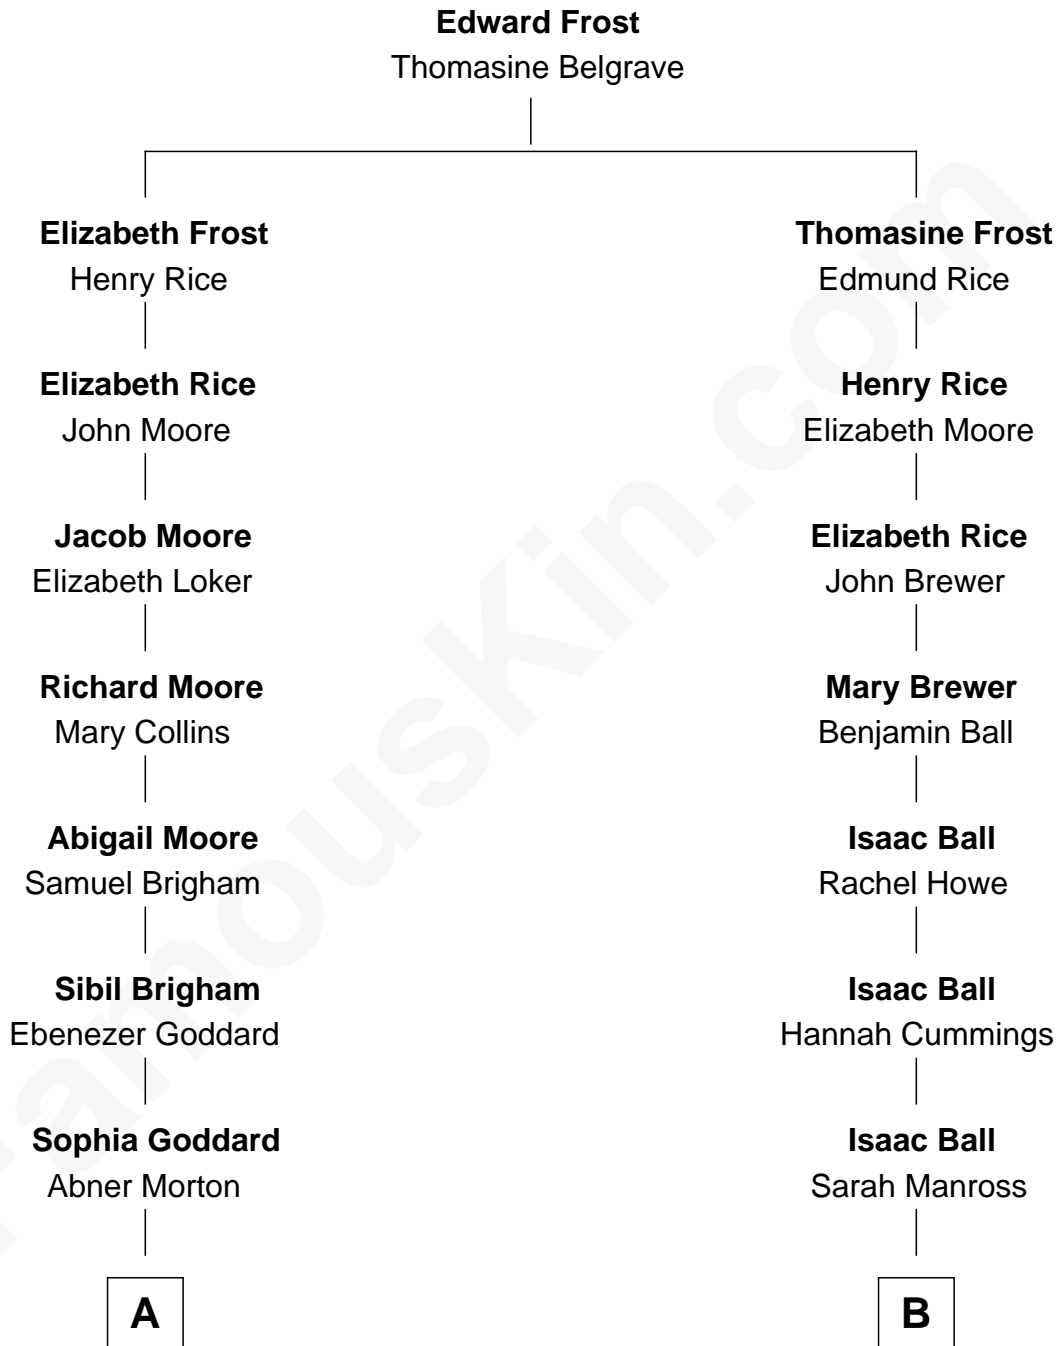 Edward Frost
Thomasine Belgrave
Elizabeth Frost
Henry Rice
Thomasine Frost
Edmund Rice
Elizabeth Rice
John Moore
Henry Rice
Elizabeth Moore
Jacob Moore
Elizabeth Loker
Elizabeth Rice
John Brewer
Richard Moore
Mary Collins
Mary Brewer
Benjamin Ball
Abigail Moore
Samuel Brigham
Isaac Ball
Rachel Howe
Sibil Brigham
Ebenezer Goddard
Isaac Ball
Hannah Cummings
Sophia Goddard
Abner Morton
Isaac Ball
Sarah Manross
A
B
FamousKin.com